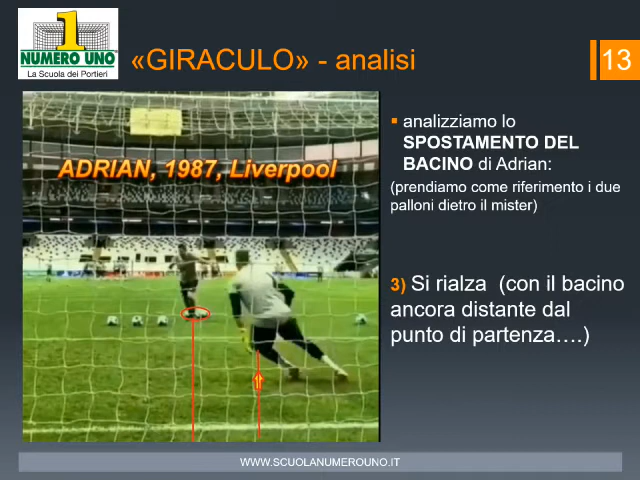 1
NUMERO UNO®
La Scuola dei Portieri
«GIRACULO» - analisi
13
ADRIAN, 1987, Liverpool
analizziamo lo
SPOSTAMENTO DEL
BACINO di Adrian:
(prendiamo come riferimento i due
palloni dietro il mister)
3) Si rialza (con il bacino
ancora distante dal
punto di partenza….)
WWW.SCUOLANUMEROUNO.IT